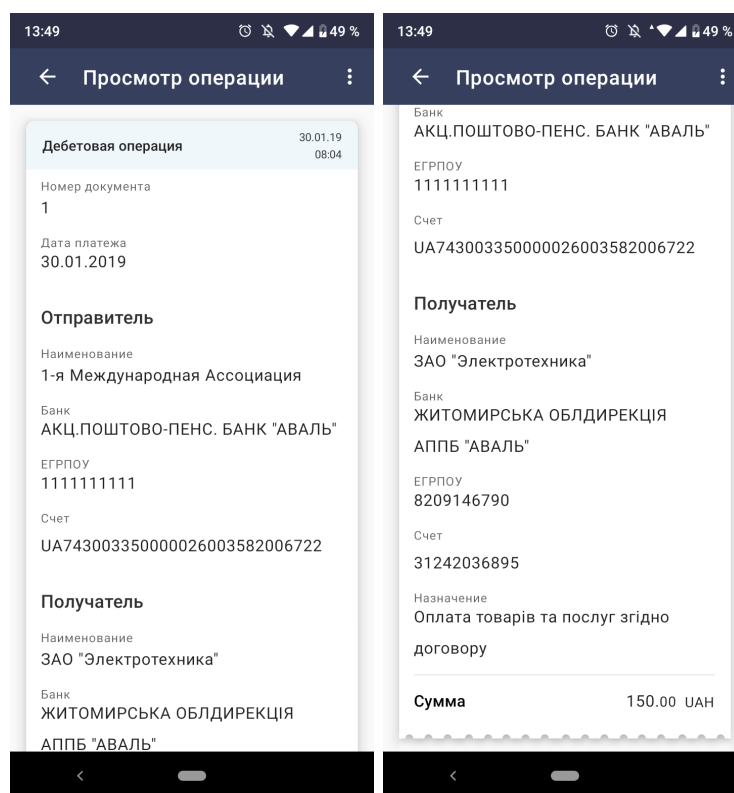 13:49
49 %
Просмотр операции
Дебетовая операция
30.01.19
08:04
Номер документа
1
Дата платежа
30.01.2019
Отправитель
Наименование
1-я Международная Ассоциация
Банк
АКЦ.ПОШТОВО-ПЕНС. БАНК "АВАЛЬ"
ЕГРПОУ
1111111111
Счет
UA743003350000026003582006722
Получатель
Наименование
ЗАО "Электротехника"
Банк
ЖИТОМИРСЬКА ОБЛДИРЕКЦІЯ
АППБ "АВАЛЬ"
13:49
49 %
Просмотр операции
Банк
АКЦ.ПОШТОВО-ПЕНС. БАНК "АВАЛЬ"
ЕГРПОУ
1111111111
Счет
UA743003350000026003582006722
Получатель
Наименование
ЗАО "Электротехника"
Банк
ЖИТОМИРСЬКА ОБЛДИРЕКЦІЯ
АППБ "АВАЛЬ"
ЕГРПОУ
8209146790
Счет
31242036895
Назначение
Оплата товарів та послуг згідно
договору
Сумма
150.00 UAH